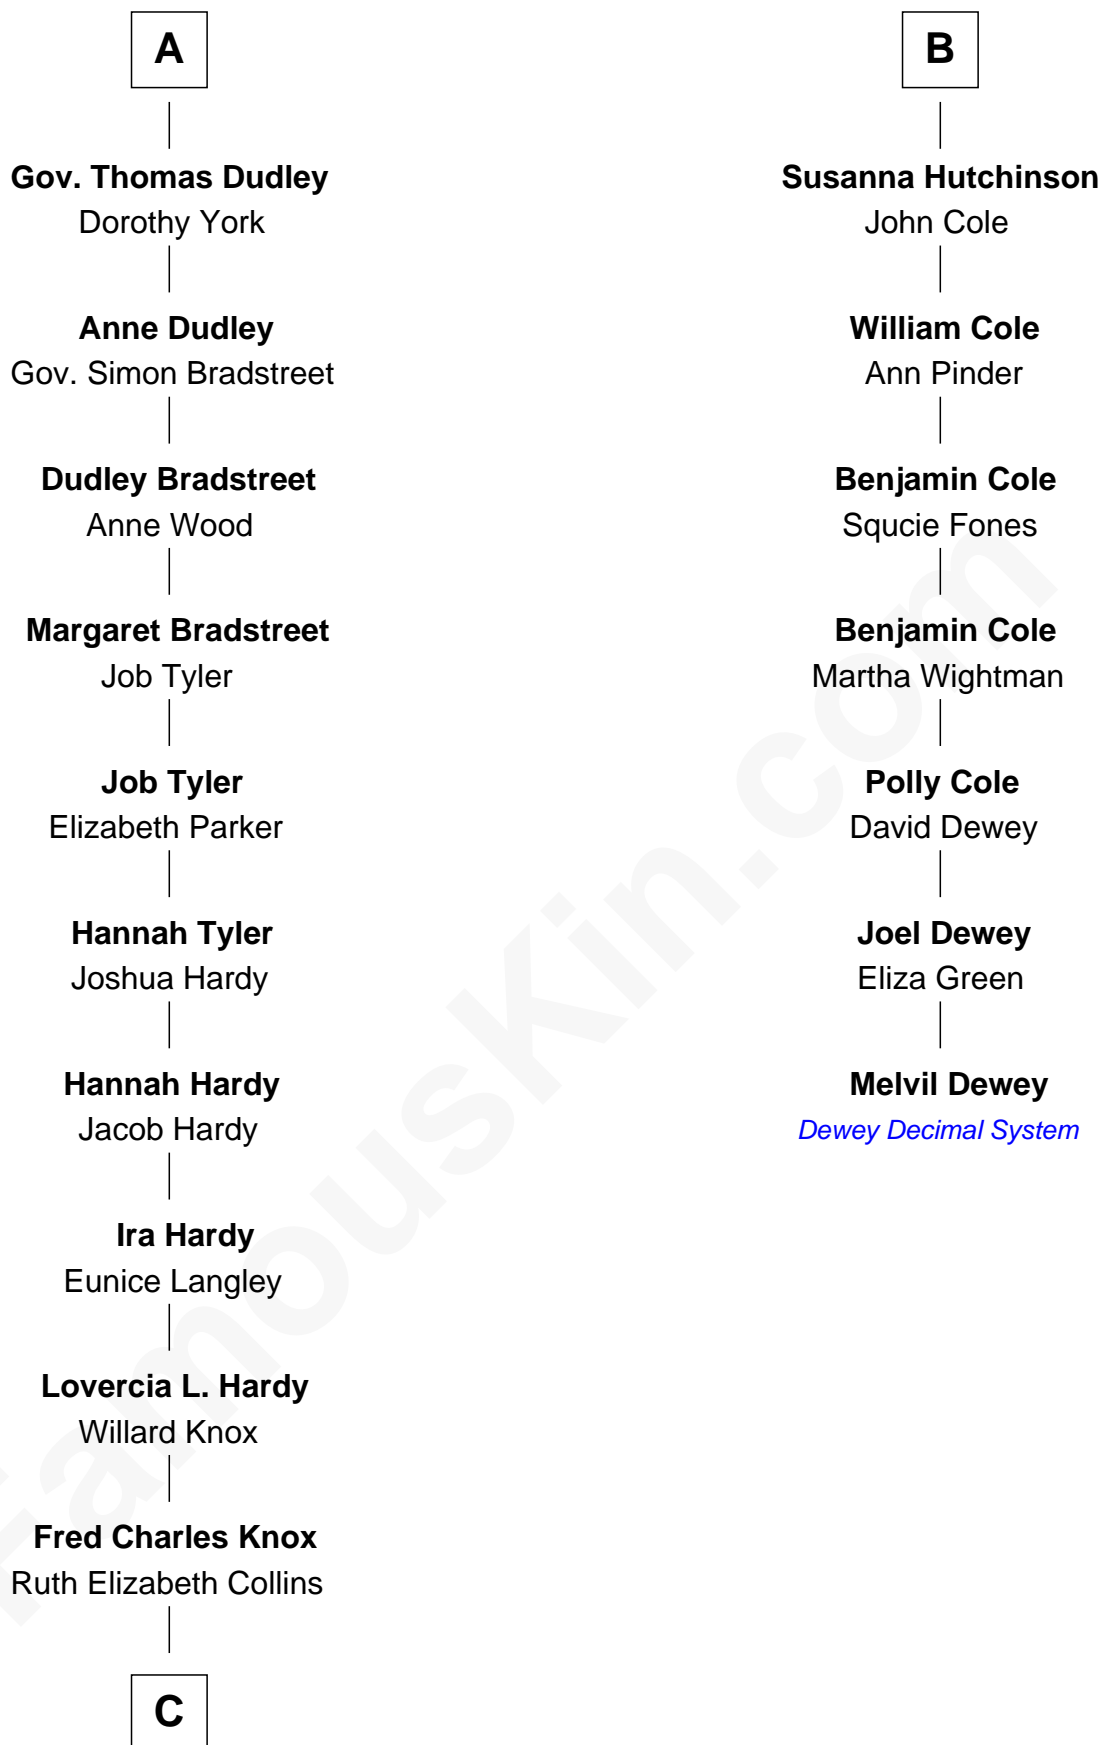 A
Gov. Thomas Dudley
Dorothy York
Anne Dudley
Gov. Simon Bradstreet
Dudley Bradstreet
Anne Wood
Margaret Bradstreet
Job Tyler
Job Tyler
Elizabeth Parker
Hannah Tyler
Joshua Hardy
Hannah Hardy
Jacob Hardy
Ira Hardy
Eunice Langley
Lovercia L. Hardy
Willard Knox
Fred Charles Knox
Ruth Elizabeth Collins
C
B
Susanna Hutchinson
John Cole
William Cole
Ann Pinder
Benjamin Cole
Squcie Fones
Benjamin Cole
Martha Wightman
Polly Cole
David Dewey
Joel Dewey
Eliza Green
Melvil Dewey
Dewey Decimal System
FamousKin.com